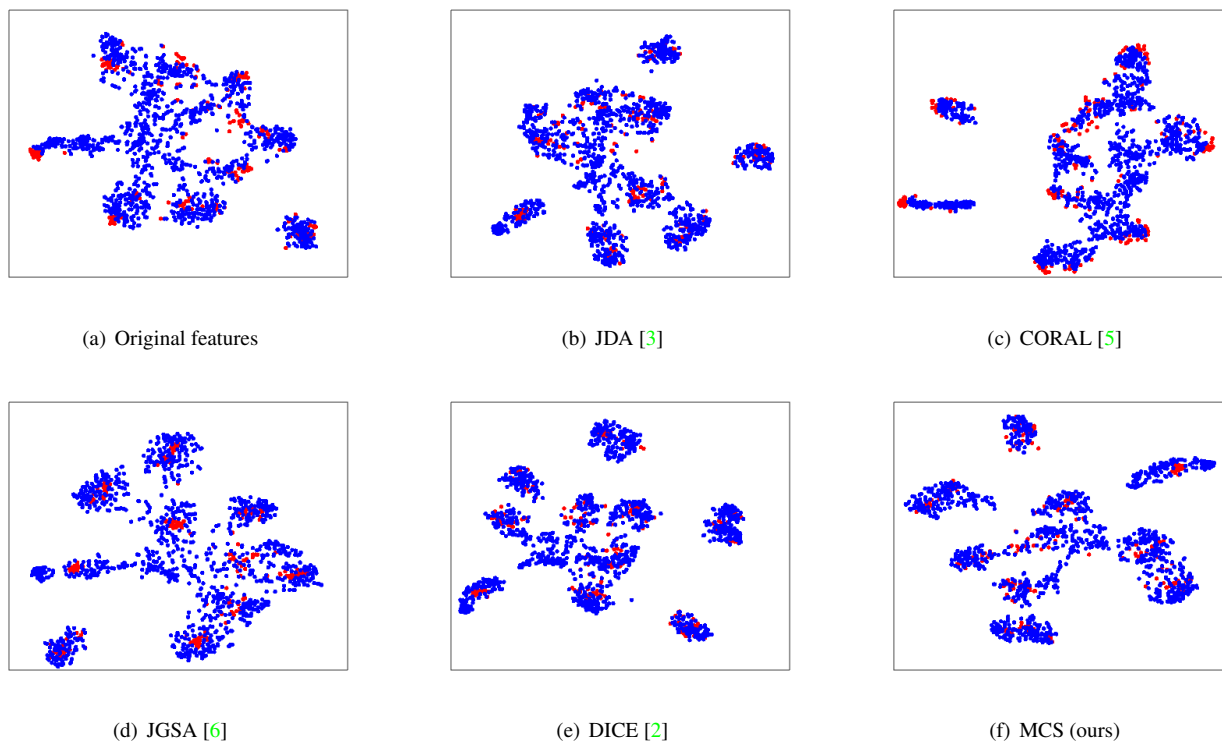 (a) Original features
(b) JDA [3]
(c) CORAL [5]
(d) JGSA [6]
(e) DICE [2]
(f) MCS (ours)